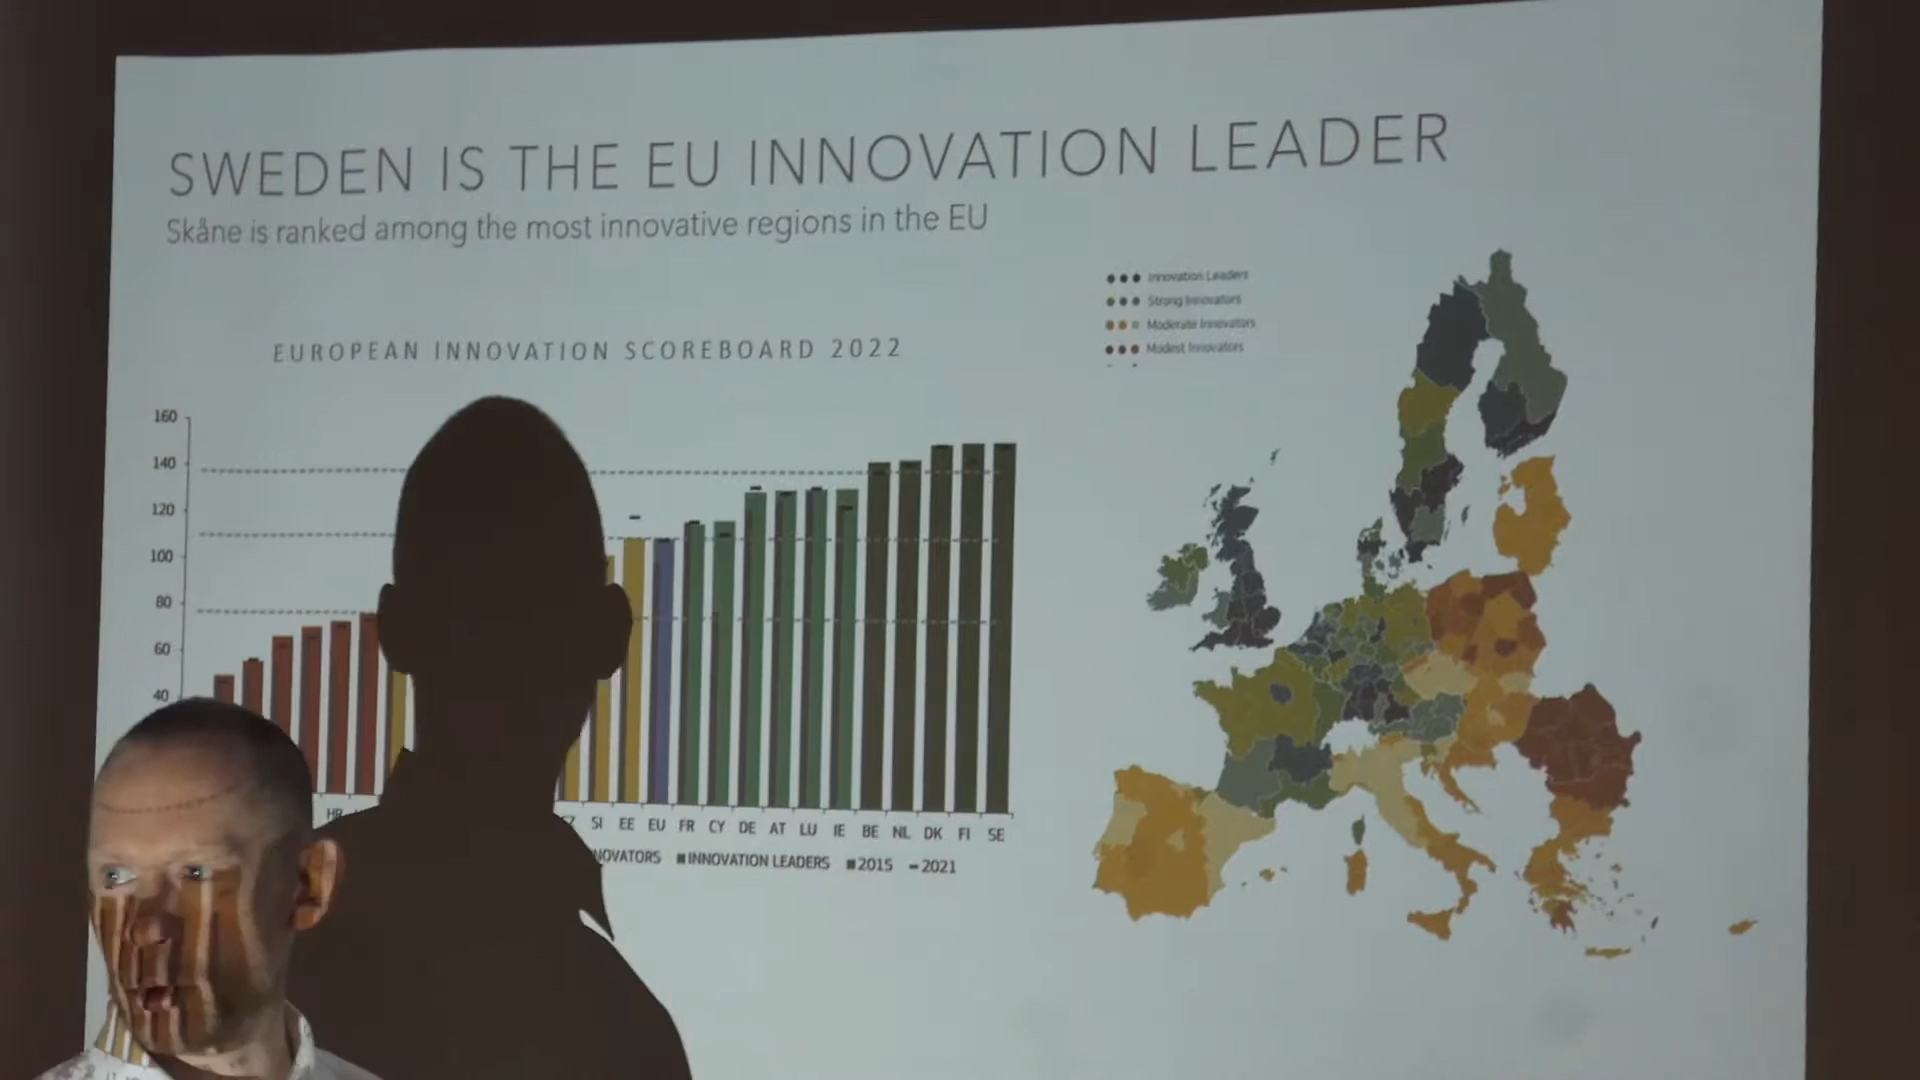 SWEDEN IS THE EU INNOVATION LEADER
Skåne is ranked among the most innovative regions in the EU
EUROPEAN INNOVATION SCOREBOARD 2022
Innovation Leaders
Strong Innovators
Moderate Innovators
Modest Innovators
160
140
120
100
80
60
40
HR SI EE EU FR CY DE AT LU IE BE NL DK FI SE
NOVATORS INNOVATION LEADERS 2015 2021